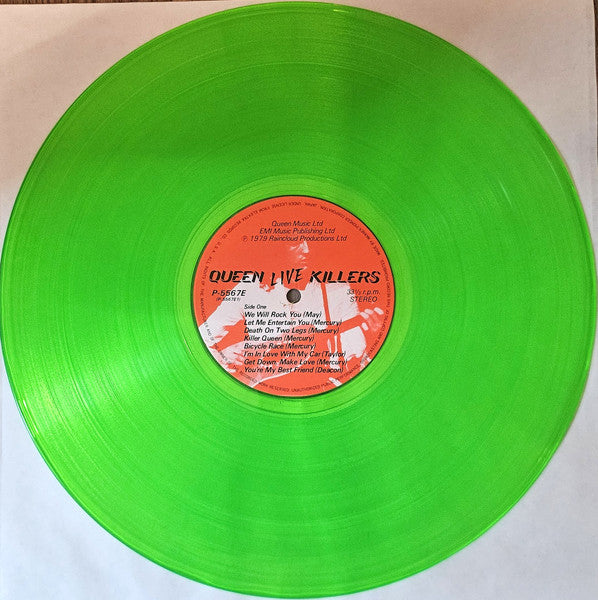 Queen Music Ltd
EMI Music Publishing Ltd
℗ 1979 Raincloud Productions Ltd
QUEEN LIVE KILLERS
P-5567E
(P-5567E1)
33⅓ r.p.m.
STEREO
Side One
We Will Rock You (May)
Let Me Entertain You (Mercury)
Death On Two Legs (Mercury)
Killer Queen (Mercury)
Bicycle Race (Mercury)
I'm In Love With My Car (Taylor)
Get Down, Make Love (Mercury)
You're My Best Friend (Deacon)